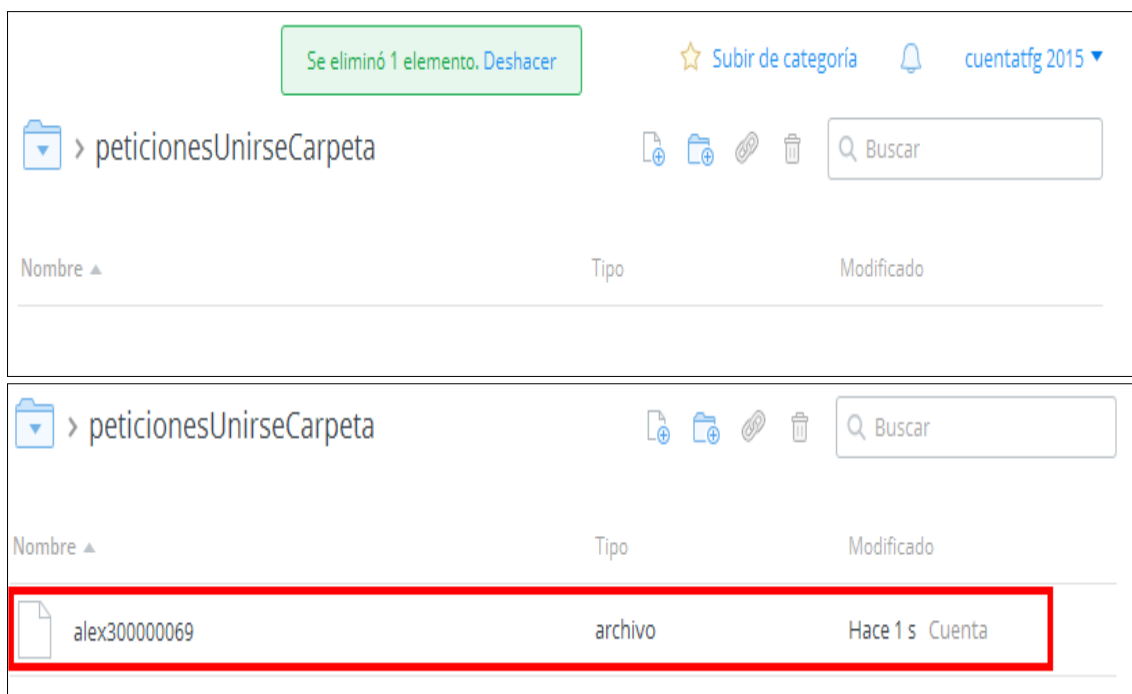 Se eliminó 1 elemento. Deshacer
Subir de categoría
cuentatfg 2015
peticionesUnirseCarpeta
Buscar
Nombre
Tipo
Modificado
peticionesUnirseCarpeta
Buscar
Nombre
Tipo
Modificado
alex300000069
archivo
Hace 1 s Cuenta